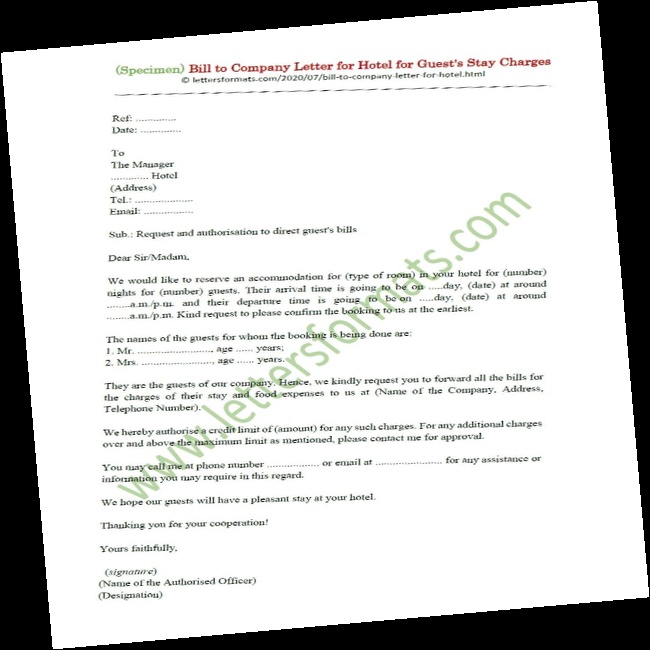 (Specimen) Bill to Company Letter for Hotel for Guest's Stay Charges
© lettersformats.com/2020/07/bill-to-company-letter-for-hotel.html
Ref: .............
Date: .............
To
The Manager
............ Hotel
(Address)
Tel.: ...................
Email: ................
Sub.: Request and authorisation to direct guest's bills
Dear Sir/Madam,
We would like to reserve an accommodation for (type of room) in your hotel for (number)
nights for (number) guests. Their arrival time is going to be on .....day, (date) at around
........a.m./p.m. and their departure time is going to be on .....day, (date) at around
........a.m./p.m. Kind request to please confirm the booking to us at the earliest.
The names of the guests for whom the booking is being done are:
1. Mr. ........................, age ...... years;
2. Mrs. ......................., age ...... years.
They are the guests of our company. Hence, we kindly request you to forward all the bills for
the charges of their stay and food expenses to us at (Name of the Company, Address,
Telephone Number).
We hereby authorise a credit limit of (amount) for any such charges. For any additional charges
over and above the maximum limit as mentioned, please contact me for approval.
You may call me at phone number ................. or email at ...................... for any assistance or
information you may require in this regard.
We hope our guests will have a pleasant stay at your hotel.
Thanking you for your cooperation!
Yours faithfully,
(signature)
(Name of the Authorised Officer)
(Designation)
www.lettersformats.com